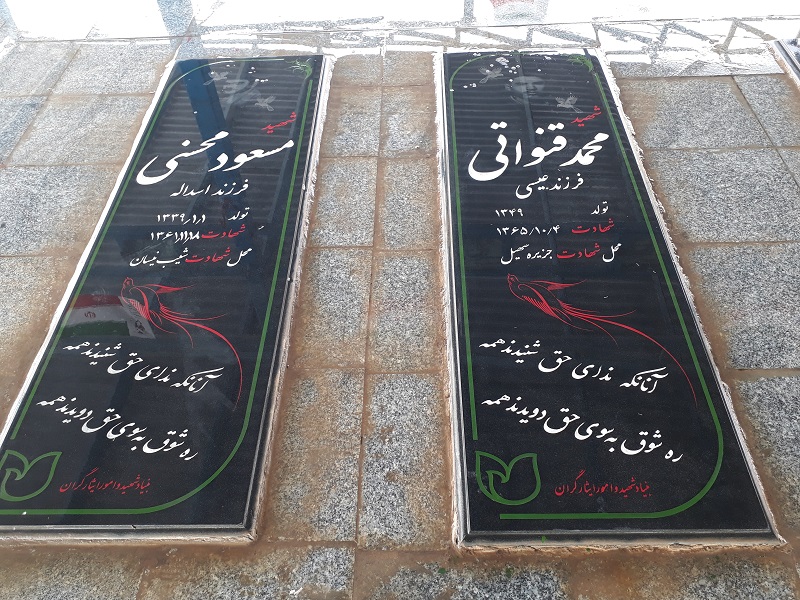 شهید
محمد قنواتی
فرزند عیسی
تولد ۱۳۴۹
شهادت ۱۳۶۵/۱۰/۴
محل شهادت جزیره سهیل
آنانکه ندای حق شنیدند همه
ره شوق به سوی حق دویدند همه
بنیاد شهید و امور ایثارگران
شهید
مسعود محسنی
فرزند اسداله
تولد ۱۳۳۹/۱/۱
شهادت ۱۳۶۱/۱۱/۱۸
محل شهادت شیب نیسان
آنانکه ندای حق شنیدند همه
ره شوق به سوی حق دویدند همه
بنیاد شهید و امور ایثارگران